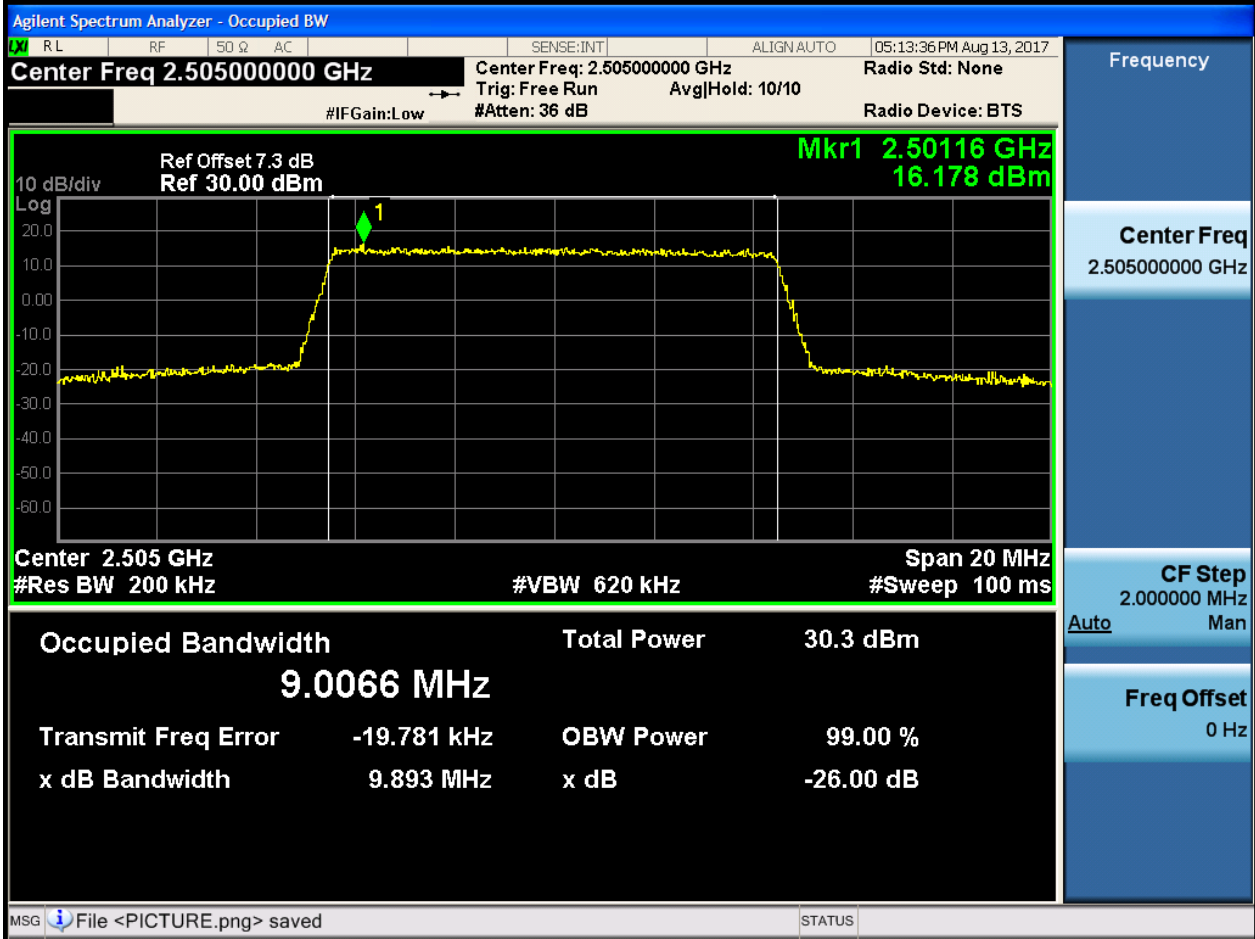 Agilent Spectrum Analyzer - Occupied BW
LXI RL RF 50 Ω AC SENSE:INT ALIGN AUTO 05:13:36 PM Aug 13, 2017
Center Freq 2.505000000 GHz
Center Freq: 2.505000000 GHz Radio Std: None
Trig: Free Run Avg|Hold: 10/10
#IFGain:Low #Atten: 36 dB Radio Device: BTS
Mkr1 2.50116 GHz
16.178 dBm
Ref Offset 7.3 dB
10 dB/div Ref 30.00 dBm
Log
1
20.0
10.0
0.00
-10.0
-20.0
-30.0
-40.0
-50.0
-60.0
Center 2.505 GHz Span 20 MHz
#Res BW 200 kHz #VBW 620 kHz #Sweep 100 ms
Occupied Bandwidth Total Power 30.3 dBm
9.0066 MHz
Transmit Freq Error -19.781 kHz OBW Power 99.00 %
x dB Bandwidth 9.893 MHz x dB -26.00 dB
Frequency
Center Freq
2.505000000 GHz
CF Step
2.000000 MHz
Auto Man
Freq Offset
0 Hz
MSG File <PICTURE.png> saved STATUS